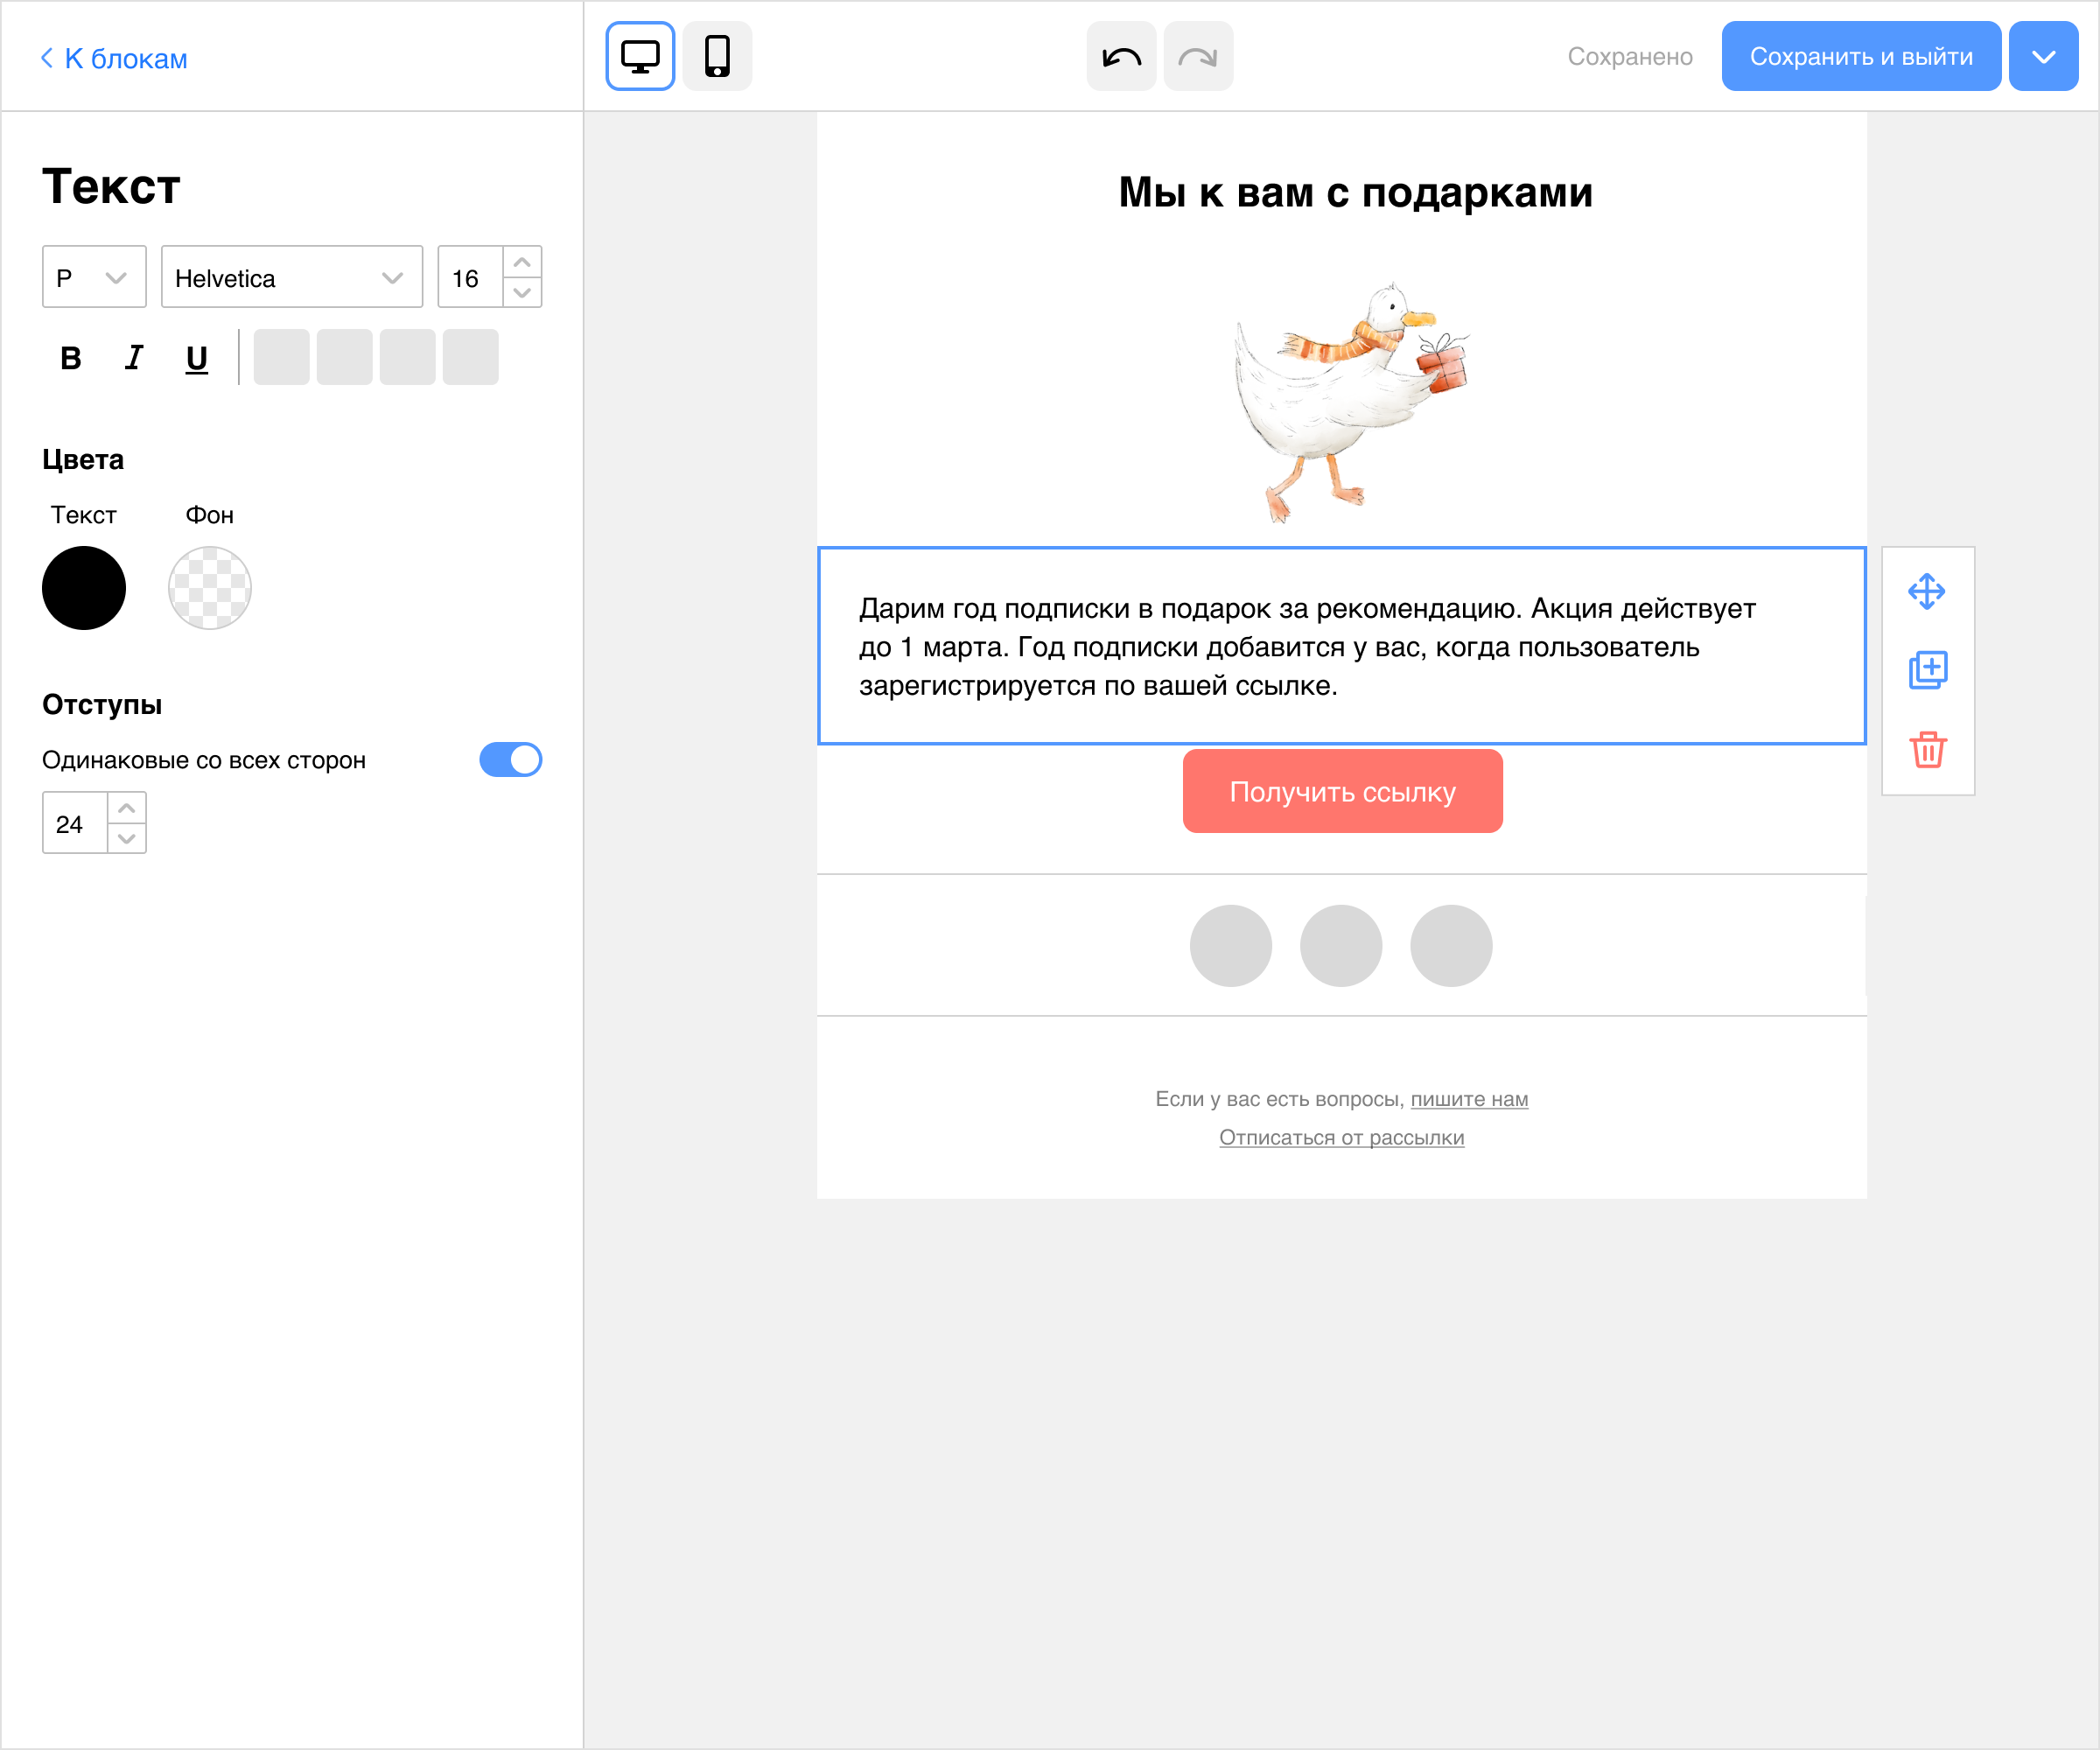 К блокам
Сохранено
Сохранить и выйти
Текст
P
Helvetica
16
B
I
U
Цвета
Текст
Фон
Отступы
Одинаковые со всех сторон
24
Мы к вам с подарками
Дарим год подписки в подарок за рекомендацию. Акция действует
до 1 марта. Год подписки добавится у вас, когда пользователь
зарегистрируется по вашей ссылке.
Получить ссылку
Если у вас есть вопросы, пишите нам
Отписаться от рассылки